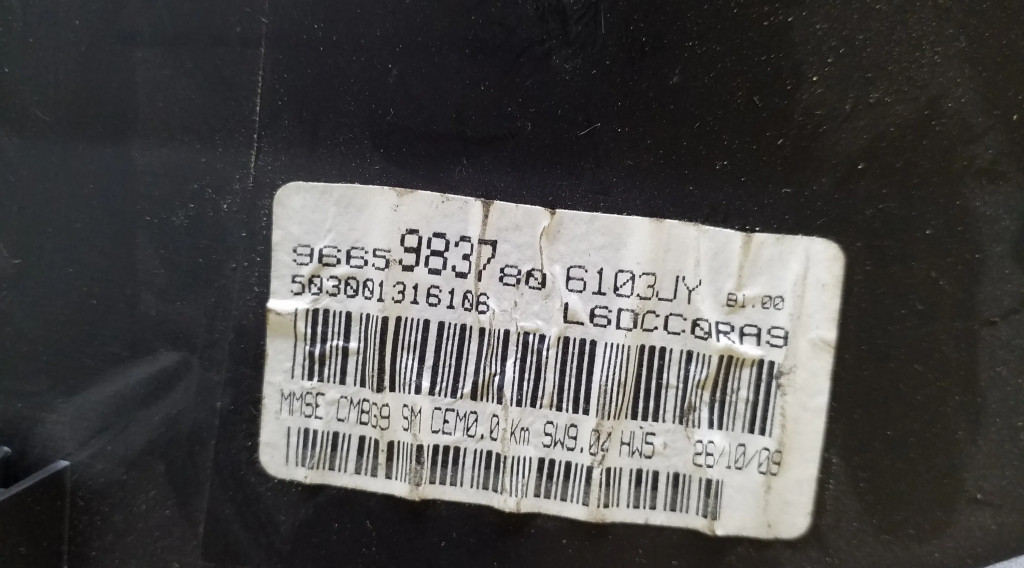 9665983780 6103JY B1.00
503001316106 L6DCC0RA9
MMSE CMBG9 SM CEM0.0 Km SW9.04 HW5 26/10/09